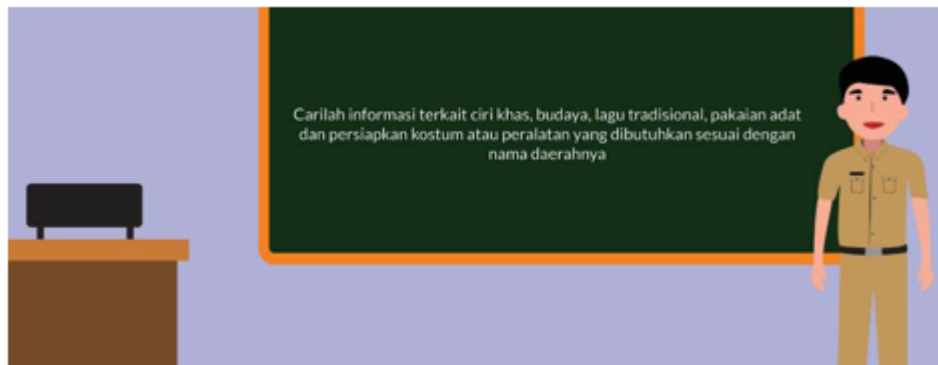 Carilah informasi terkait ciri khas, budaya, lagu tradisional, pakaian adat
dan persiapkan kostum atau peralatan yang dibutuhkan sesuai dengan
nama daerahnya